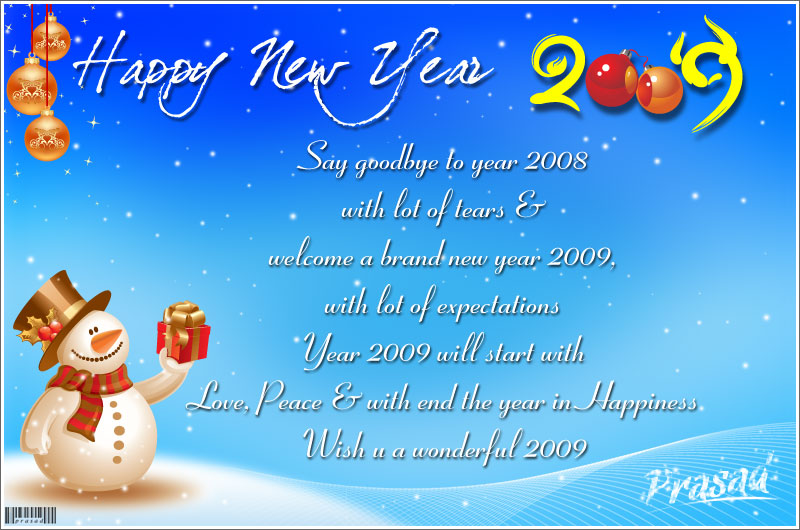 Happy New Year 2009
Say goodbye to year 2008
with lot of tears &
welcome a brand new year 2009,
with lot of expectations
Year 2009 will start with
Love, Peace & with end the year in Happiness
Wish u a wonderful 2009
Prasad
prasad